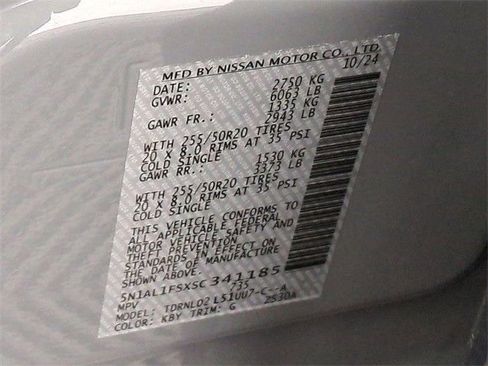 MFD BY NISSAN MOTOR CO., LTD.
DATE: 10/24
GVWR: 2750 KG
6063 LB
GAWR FR.: 1335 KG
2943 LB
WITH 255/50R20 TIRES
20 X 8.0 RIMS AT 35 PSI
COLD SINGLE
GAWR RR.: 1530 KG
3373 LB
WITH 255/50R20 TIRES
20 X 8.0 RIMS AT 35 PSI
COLD SINGLE
THIS VEHICLE CONFORMS TO
ALL APPLICABLE FEDERAL
MOTOR VEHICLE SAFETY AND
THEFT PREVENTION
STANDARDS IN EFFECT ON
THE DATE OF MANUFACTURE
SHOWN ABOVE.
5N1AL1FSXSC341185
MPV 735
MODEL: TDRNLO2 L51UU7-C--A
COLOR: KBY TRIM: G 2530A